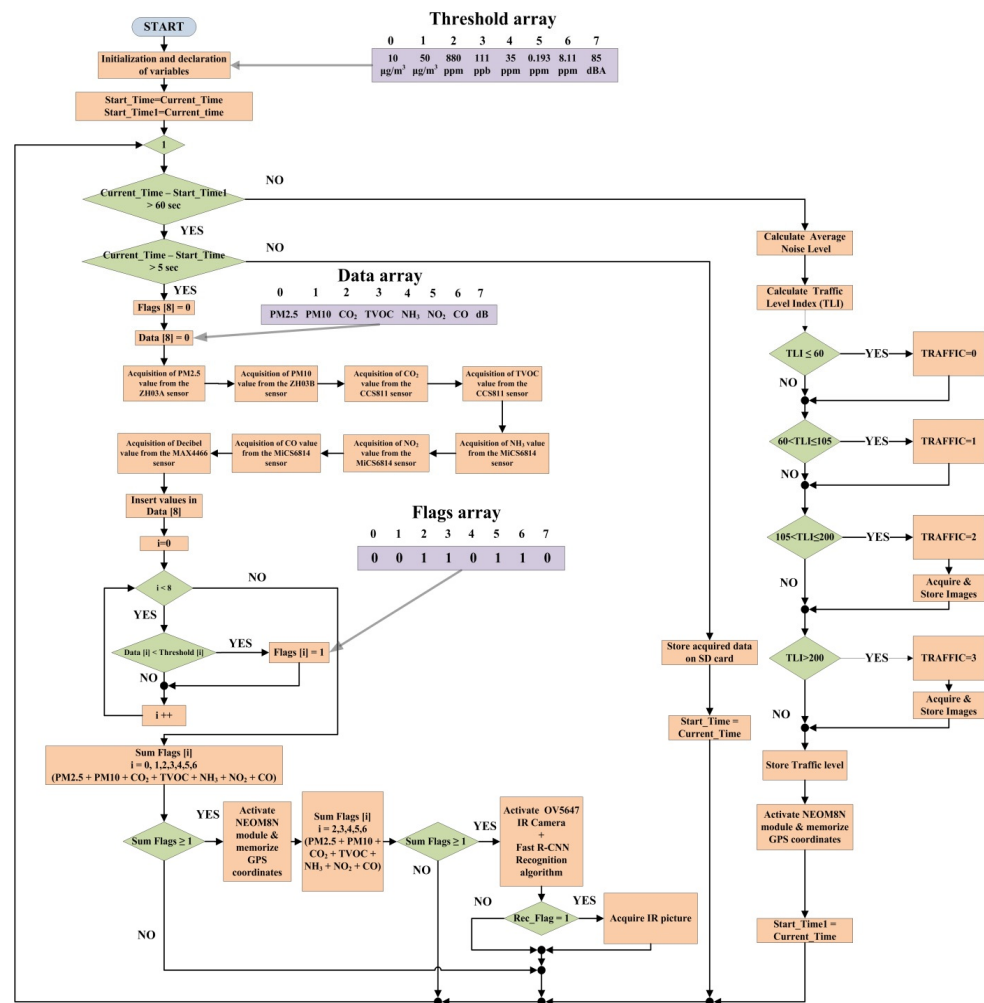 START
Threshold array
0 1 2 3 4 5 6 7
10 50 880 111 35 0.193 8.11 85
µg/m³ µg/m³ ppm ppb ppm ppm ppm dBA
Initialization and declaration
of variables
Start_Time=Current_Time
Start_Time1=Current_time
1
Current_Time – Start_Time1
> 60 sec
NO
YES
Current_Time – Start_Time
> 5 sec
NO
YES
Flags [8] = 0
Data [8] = 0
Data array
0 1 2 3 4 5 6 7
PM2.5 PM10 CO₂ TVOC NH₃ NO₂ CO dB
Acquisition of PM2.5
value from the
ZH03A sensor
Acquisition of PM10
value from the
ZH03B sensor
Acquisition of CO₂
value from the
CCS811 sensor
Acquisition of TVOC
value from the
CCS811 sensor
Acquisition of NH₃ value
from the MiCS6814
sensor
Acquisition of NO₂
value from the
MiCS6814 sensor
Acquisition of CO value
from the MiCS6814
sensor
Acquisition of Decibel
value from the MAX4466
sensor
Insert values in
Data [8]
i=0
i < 8
NO
YES
Data [i] < Threshold [i]
YES
NO
Flags [i] = 1
i ++
Flags array
0 1 2 3 4 5 6 7
0 0 1 1 0 1 1 0
Sum Flags [i]
i = 0, 1,2,3,4,5,6
(PM2.5 + PM10 + CO₂ + TVOC + NH₃ + NO₂ + CO)
Sum Flags ≥ 1
YES
NO
Activate
NEOM8N
module &
memorize
GPS
coordinates
Sum Flags [i]
i = 2,3,4,5,6
(PM2.5 + PM10 +
CO₂ + TVOC +
NH₃ + NO₂ + CO)
Sum Flags ≥ 1
YES
NO
Activate OV5647
IR Camera
+
Fast R-CNN
Recognition
algorithm
Rec_Flag = 1
NO
YES
Acquire IR picture
Store acquired data
on SD card
Start_Time =
Current_Time
Calculate Average
Noise Level
Calculate Traffic
Level Index (TLI)
TLI ≤ 60
YES
TRAFFIC=0
NO
60<TLI≤105
YES
TRAFFIC=1
NO
105<TLI≤200
YES
TRAFFIC=2
Acquire &
Store Images
NO
TLI>200
YES
TRAFFIC=3
Acquire &
Store Images
NO
Store Traffic level
Activate NEOM8N
module & memorize
GPS coordinates
Start_Time1 =
Current_Time